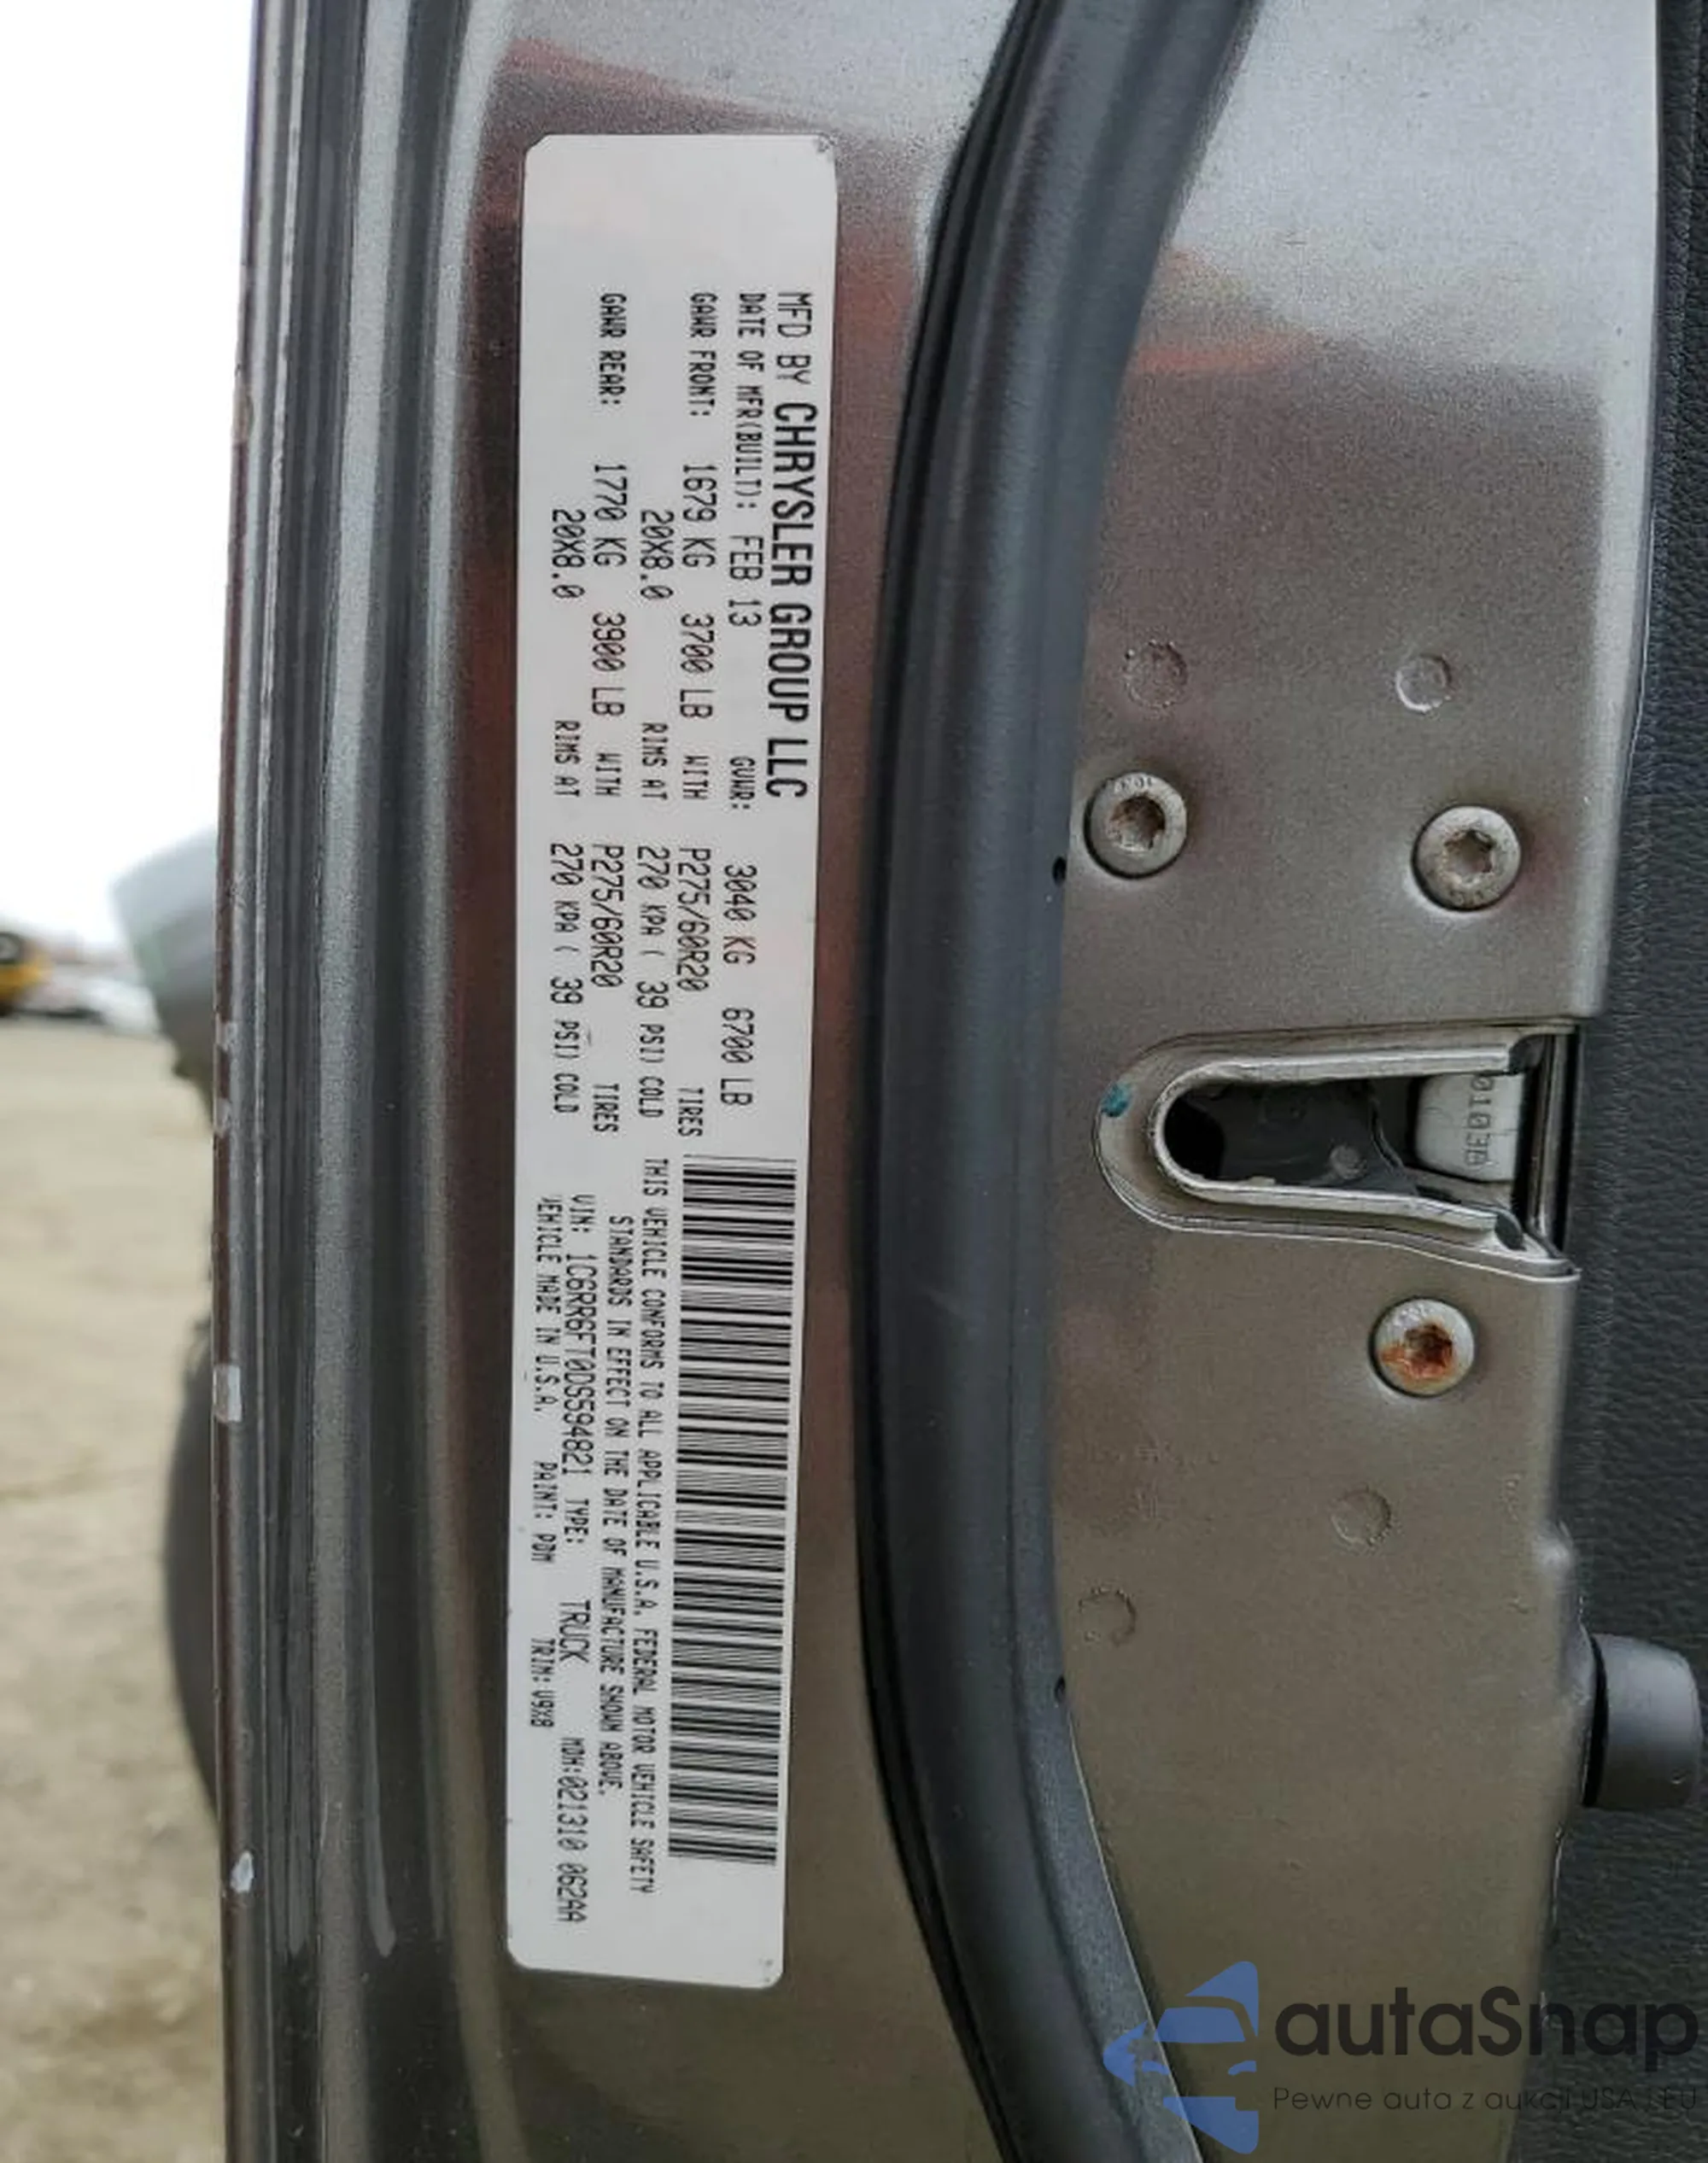 MFD BY CHRYSLER GROUP LLC
DATE OF MFR(BUILT): FEB 13 GVWR: 3040 KG 6700 LB
GAWR FRONT: 1679 KG 3700 LB WITH P275/60R20 TIRES
20X8.0 RIMS AT 270 KPA ( 39 PSI) COLD
GAWR REAR: 1770 KG 3900 LB WITH P275/60R20 TIRES
20X8.0 RIMS AT 270 KPA ( 39 PSI) COLD
THIS VEHICLE CONFORMS TO ALL APPLICABLE U.S.A. FEDERAL MOTOR VEHICLE SAFETY
STANDARDS IN EFFECT ON THE DATE OF MANUFACTURE SHOWN ABOVE.
VIN: 1C6RR6FT0DS594821 TYPE: TRUCK MDH:021310 062AA
VEHICLE MADE IN U.S.A. PAINT: PDM TRIM: V9X8
0103B
autaSnap
Pewne auta z aukcji USA i EU